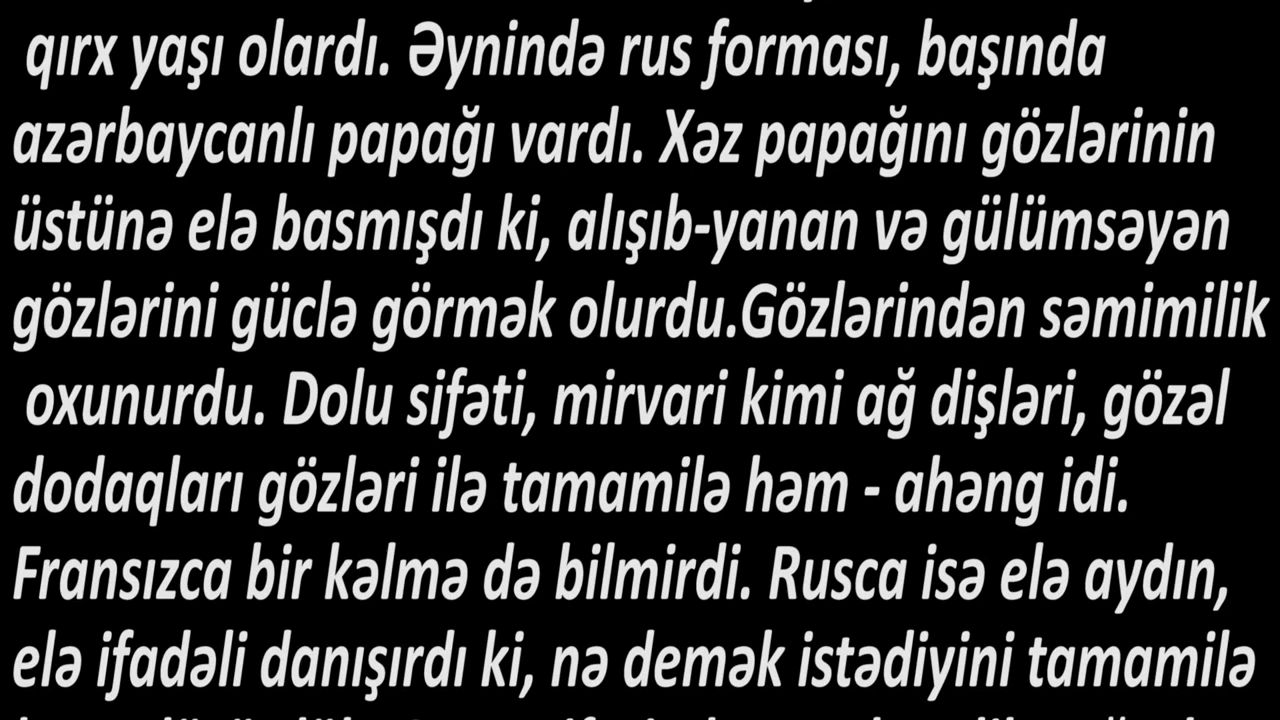 qırx yaşı olardı. Əynində rus forması, başında
azərbaycanlı papağı vardı. Xəz papağını gözlərinin
üstünə elə basmışdı ki, alışıb-yanan və gülümsəyən
gözlərini güclə görmək olurdu.Gözlərindən səmimilik
oxunurdu. Dolu sifəti, mirvari kimi ağ dişləri, gözəl
dodaqları gözləri ilə tamamilə həm - ahəng idi.
Fransızca bir kəlmə də bilmirdi. Rusca isə elə aydın,
elə ifadəli danışırdı ki, nə demək istədiyini tamamilə